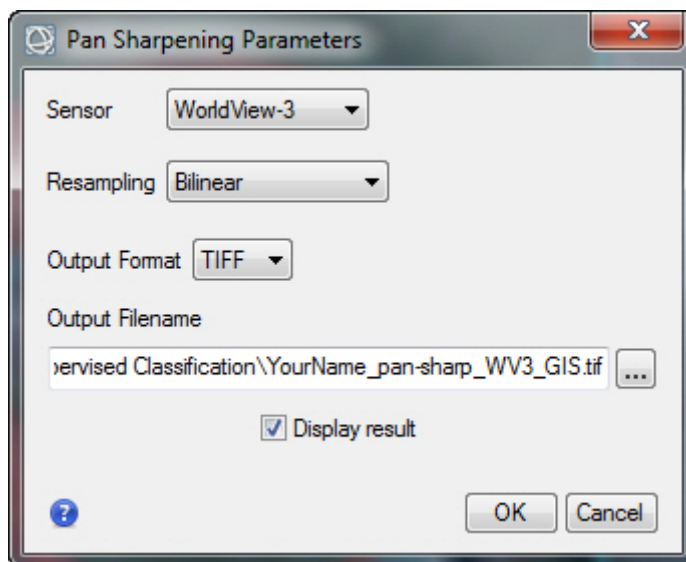 Pan Sharpening Parameters
X
Sensor WorldView-3
Resampling Bilinear
Output Format TIFF
Output Filename
pervised Classification\YourName_pan-sharp_WV3_GIS.tif ...
Display result
? OK Cancel